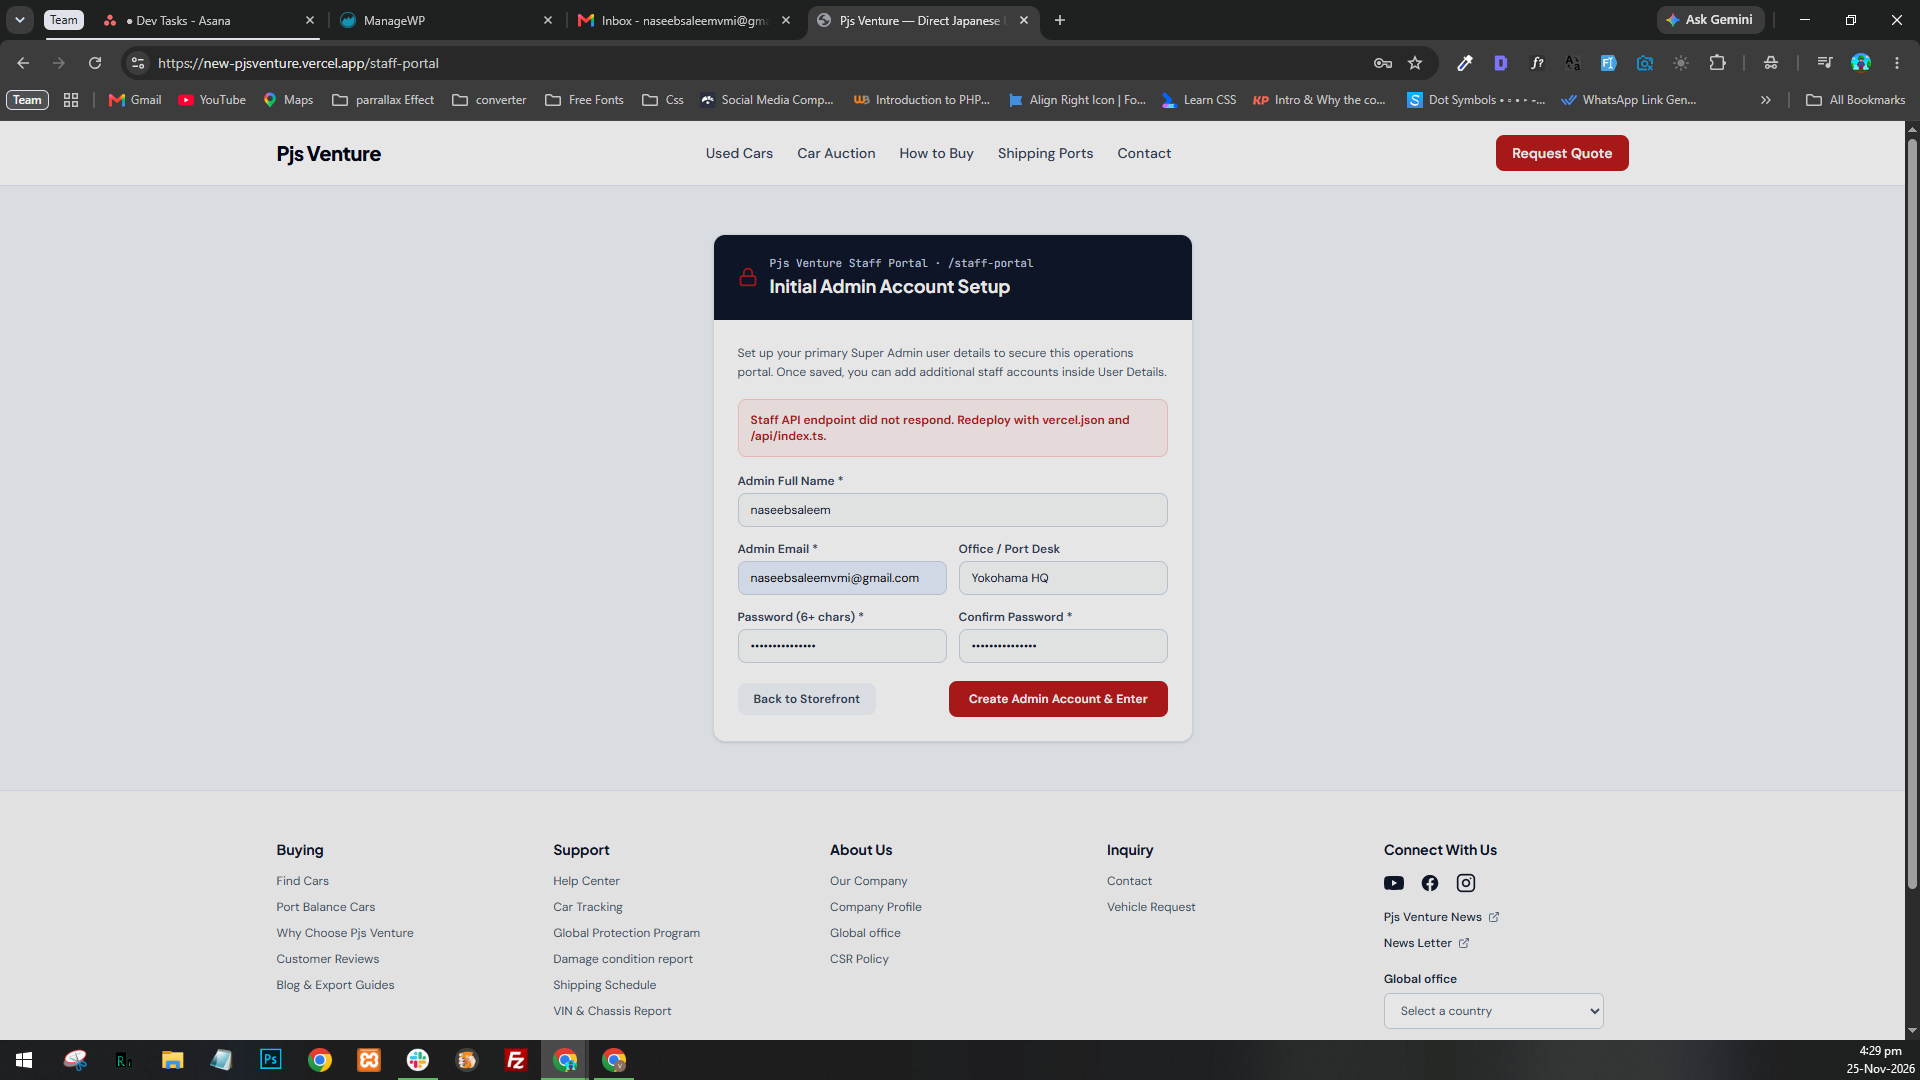 Team
• Dev Tasks - Asana
ManageWP
Inbox - naseebsaleemvmi@gm
Pjs Venture — Direct Japanese
Ask Gemini
https://new-pjsventure.vercel.app/staff-portal
Team
Gmail
YouTube
Maps
parrallax Effect
converter
Free Fonts
Css
Social Media Comp...
Introduction to PHP...
Align Right Icon | Fo...
Learn CSS
Intro & Why the co...
Dot Symbols • • • • -...
WhatsApp Link Gen...
All Bookmarks
Pjs Venture
Used Cars
Car Auction
How to Buy
Shipping Ports
Contact
Request Quote
Pjs Venture Staff Portal · /staff-portal
Initial Admin Account Setup
Set up your primary Super Admin user details to secure this operations
portal. Once saved, you can add additional staff accounts inside User Details.
Staff API endpoint did not respond. Redeploy with vercel.json and
/api/index.ts.
Admin Full Name *
naseebsaleem
Admin Email *
Office / Port Desk
naseebsaleemvmi@gmail.com
Yokohama HQ
Password (6+ chars) *
Confirm Password *
•••••••••••••••
•••••••••••••••
Back to Storefront
Create Admin Account & Enter
Buying
Find Cars
Port Balance Cars
Why Choose Pjs Venture
Customer Reviews
Blog & Export Guides
Support
Help Center
Car Tracking
Global Protection Program
Damage condition report
Shipping Schedule
VIN & Chassis Report
About Us
Our Company
Company Profile
Global office
CSR Policy
Inquiry
Contact
Vehicle Request
Connect With Us
Pjs Venture News
News Letter
Global office
Select a country
4:29 pm
25-Nov-2026